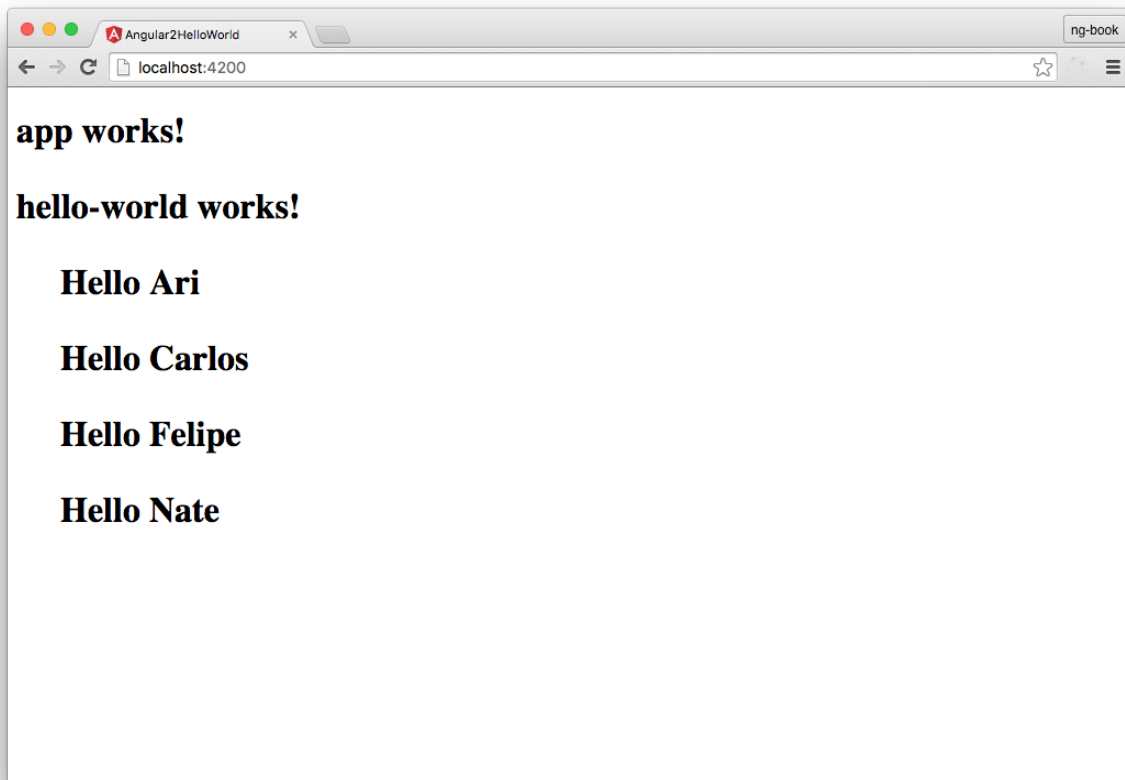 Angular2HelloWorld
ng-book
localhost:4200
app works!
hello-world works!
Hello Ari
Hello Carlos
Hello Felipe
Hello Nate